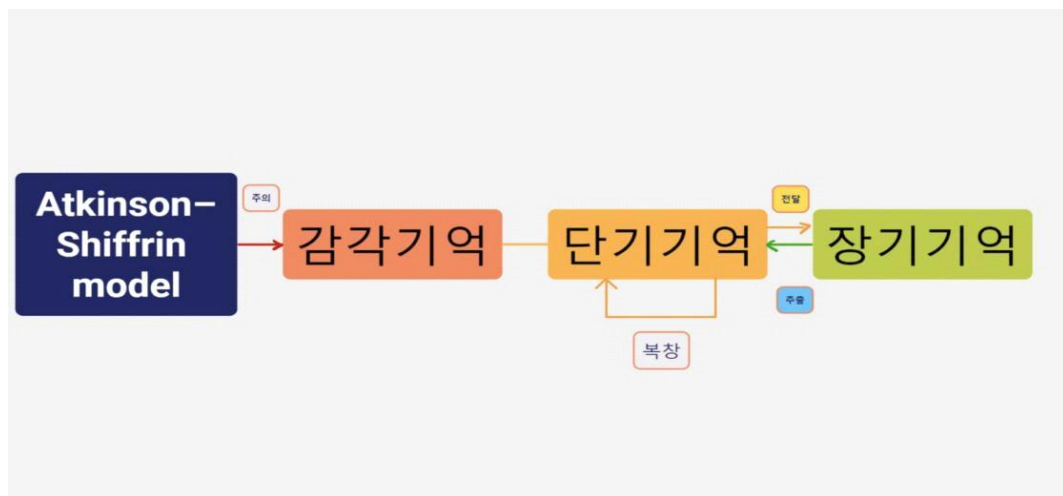 Atkinson–
Shiffrin
model
주의
감각기억
단기기억
전달
장기기억
추출
복창